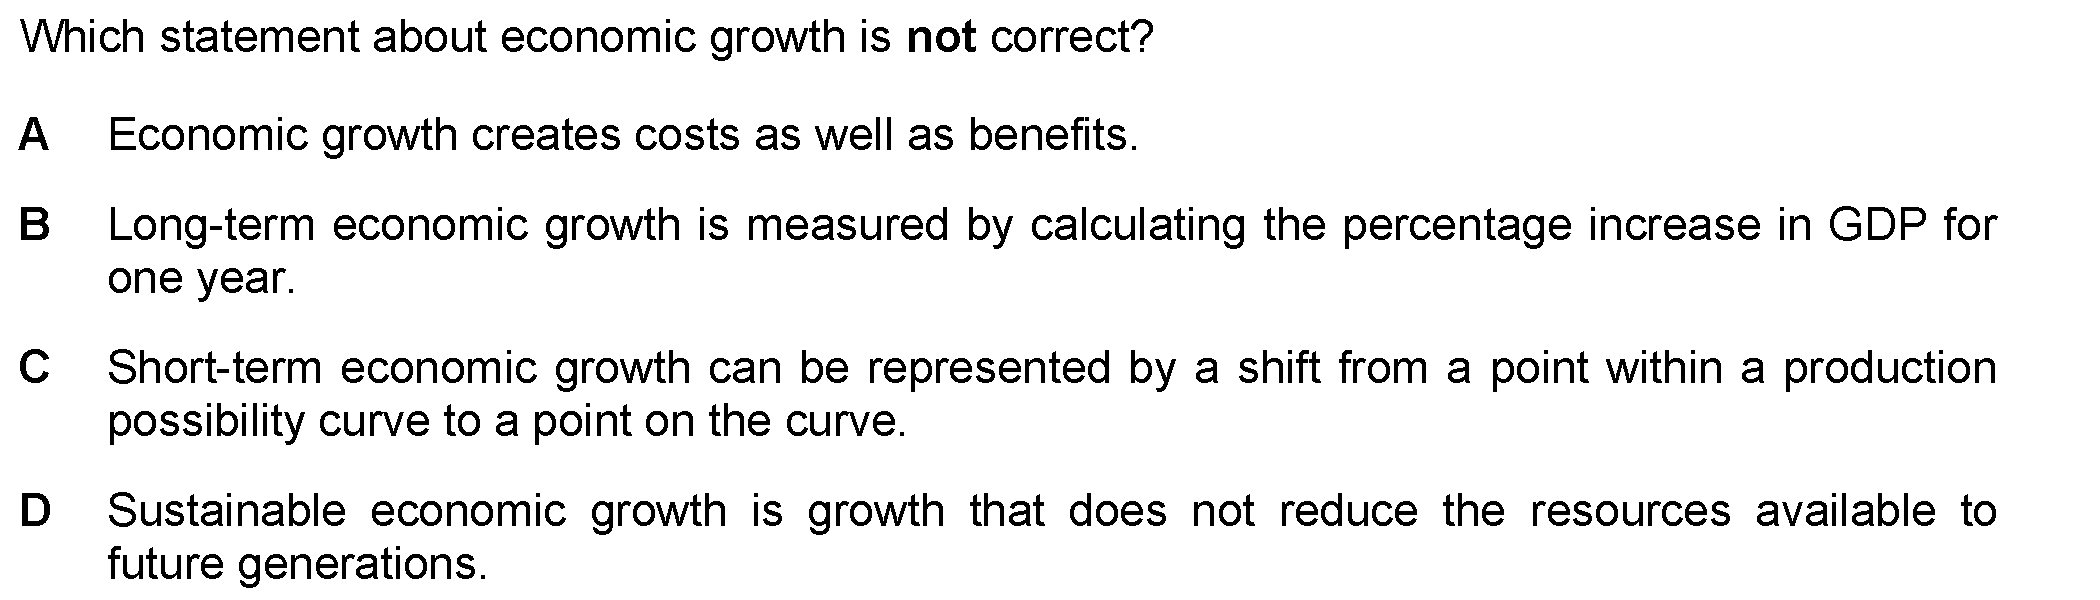 Which statement about economic growth is not correct?
A Economic growth creates costs as well as benefits.
B Long-term economic growth is measured by calculating the percentage increase in GDP for
one year.
C Short-term economic growth can be represented by a shift from a point within a production
possibility curve to a point on the curve.
D Sustainable economic growth is growth that does not reduce the resources available to
future generations.